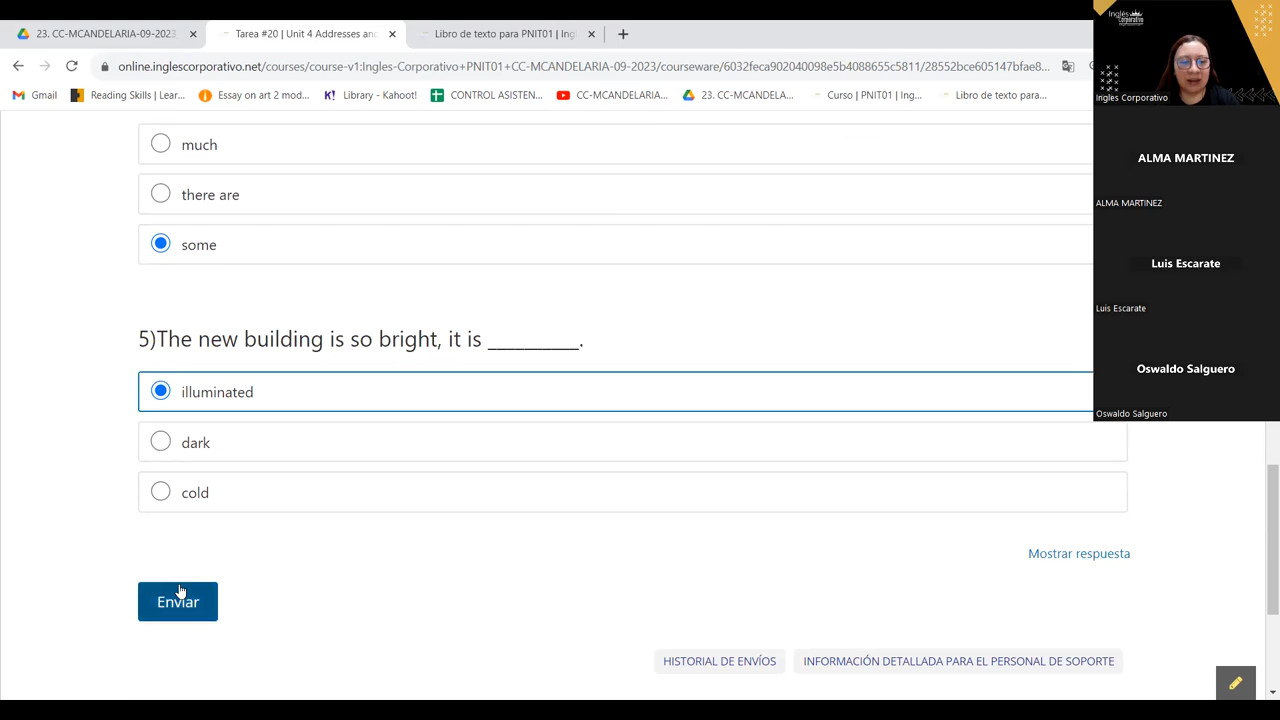 23. CC-MCANDELARIA-09-2023
Tarea #20 | Unit 4 Addresses an
Libro de texto para PNIT01 | Ingl
online.inglescorporativo.net/courses/course-v1:Ingles-Corporativo+PNIT01+CC-MCANDELARIA-09-2023/courseware/6032f6a902040098e5b4088655c5811/
Gmail
Reading Skills | Lear...
Essay on art 2 mod...
Library - Kahoot
CONTROL ASISTEN...
CC-MCANDELARIA...
23. CC-MCANDELA...
Curso | PNIT01 | Ing...
Libro de texto para...
Inglés
Corporativo
Ingles Corporativo
ALMA MARTINEZ
ALMA MARTINEZ
Luis Escarate
Luis Escarate
Oswaldo Salguero
Oswaldo Salguero
much
there are
some
5)The new building is so bright, it is __________.
illuminated
dark
cold
Mostrar respuesta
Enviar
HISTORIAL DE ENVÍOS
INFORMACIÓN DETALLADA PARA EL PERSONAL DE SOPORTE